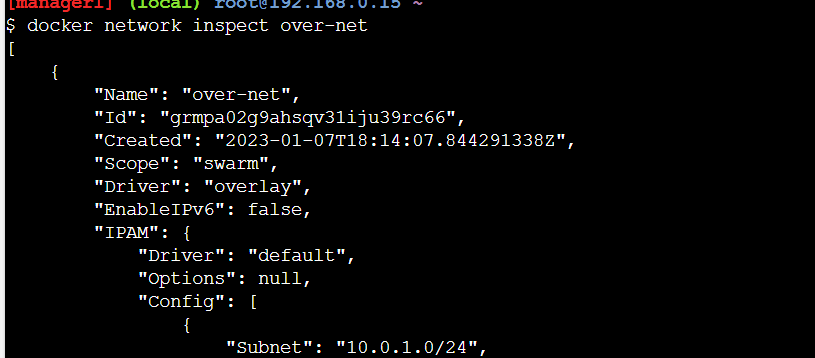 [manager1] (local) root@192.168.0.15 ~
$ docker network inspect over-net
[
    {
        "Name": "over-net",
        "Id": "grmpa02g9ahsqv31iju39rc66",
        "Created": "2023-01-07T18:14:07.844291338Z",
        "Scope": "swarm",
        "Driver": "overlay",
        "EnableIPv6": false,
        "IPAM": {
            "Driver": "default",
            "Options": null,
            "Config": [
                {
                    "Subnet": "10.0.1.0/24",